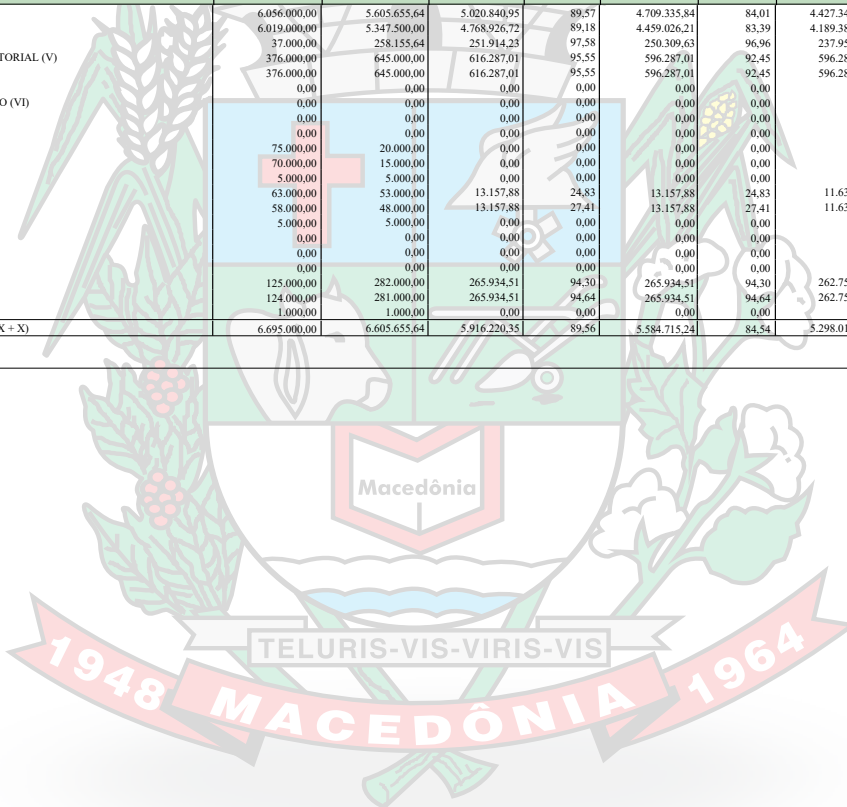 6.056.000,00 5.605.655,64 5.020.840,95 89,57 4.709.335,84 84,01 4.427.34
6.019.000,00 5.347.500,00 4.768.926,72 89,18 4.459.026,21 83,39 4.189.38
37.000,00 258.155,64 251.914,23 97,58 250.309,63 96,96 237.95
TORIAL (V) 376.000,00 645.000,00 616.287,01 95,55 596.287,01 92,45 596.28
376.000,00 645.000,00 616.287,01 95,55 596.287,01 92,45 596.28
0,00 0,00 0,00 0,00 0,00 0,00
O (VI) 0,00 0,00 0,00 0,00 0,00 0,00
0,00 0,00 0,00 0,00 0,00 0,00
0,00 0,00 0,00 0,00 0,00 0,00
75.000,00 20.000,00 0,00 0,00 0,00 0,00
70.000,00 15.000,00 0,00 0,00 0,00 0,00
5.000,00 5.000,00 0,00 0,00 0,00 0,00
63.000,00 53.000,00 13.157,88 24,83 13.157,88 24,83 11.63
58.000,00 48.000,00 13.157,88 27,41 13.157,88 27,41 11.63
5.000,00 5.000,00 0,00 0,00 0,00 0,00
0,00 0,00 0,00 0,00 0,00 0,00
0,00 0,00 0,00 0,00 0,00 0,00
0,00 0,00 0,00 0,00 0,00 0,00
125.000,00 282.000,00 265.934,51 94,30 265.934,51 94,30 262.75
124.000,00 281.000,00 265.934,51 94,64 265.934,51 94,64 262.75
1.000,00 1.000,00 0,00 0,00 0,00 0,00
X + X) 6.695.000,00 6.605.655,64 5.916.220,35 89,56 5.584.715,24 84,54 5.298.01
Macedônia
TELURIS-VIS-VIRIS-VIS
1948 MACEDÔNIA 1964